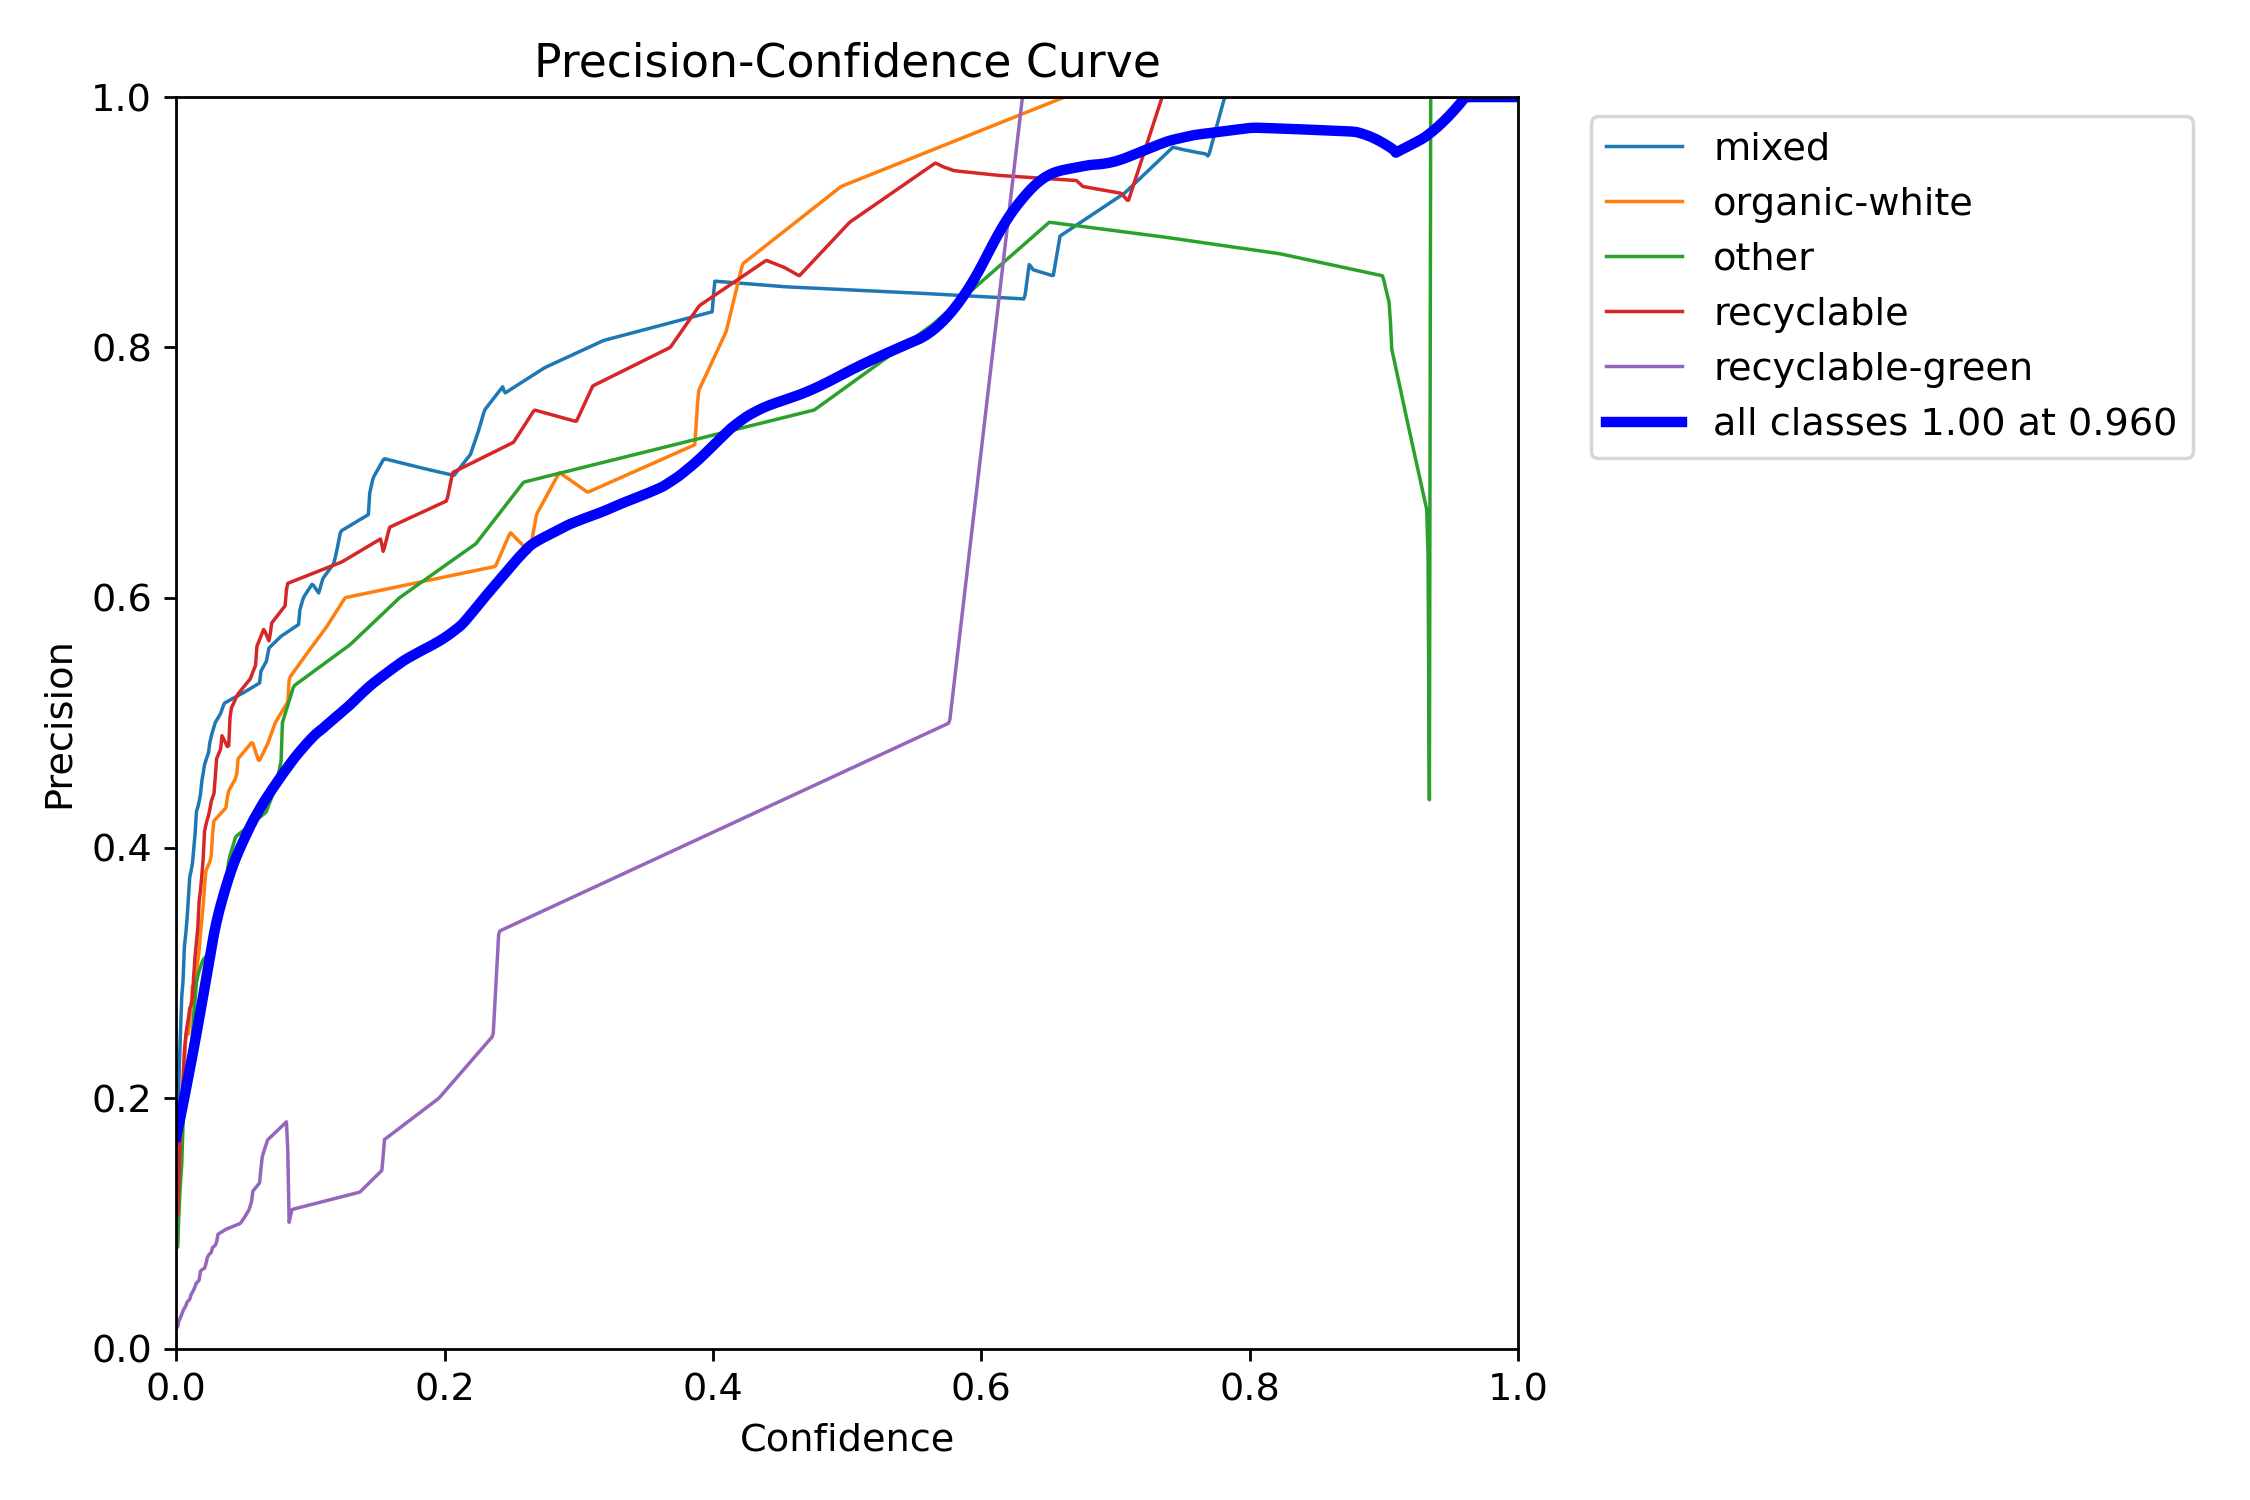 Precision-Confidence Curve
1.0
0.8
0.6
0.4
0.2
0.0
Precision
0.0 0.2 0.4 0.6 0.8 1.0
Confidence
mixed
organic-white
other
recyclable
recyclable-green
all classes 1.00 at 0.960